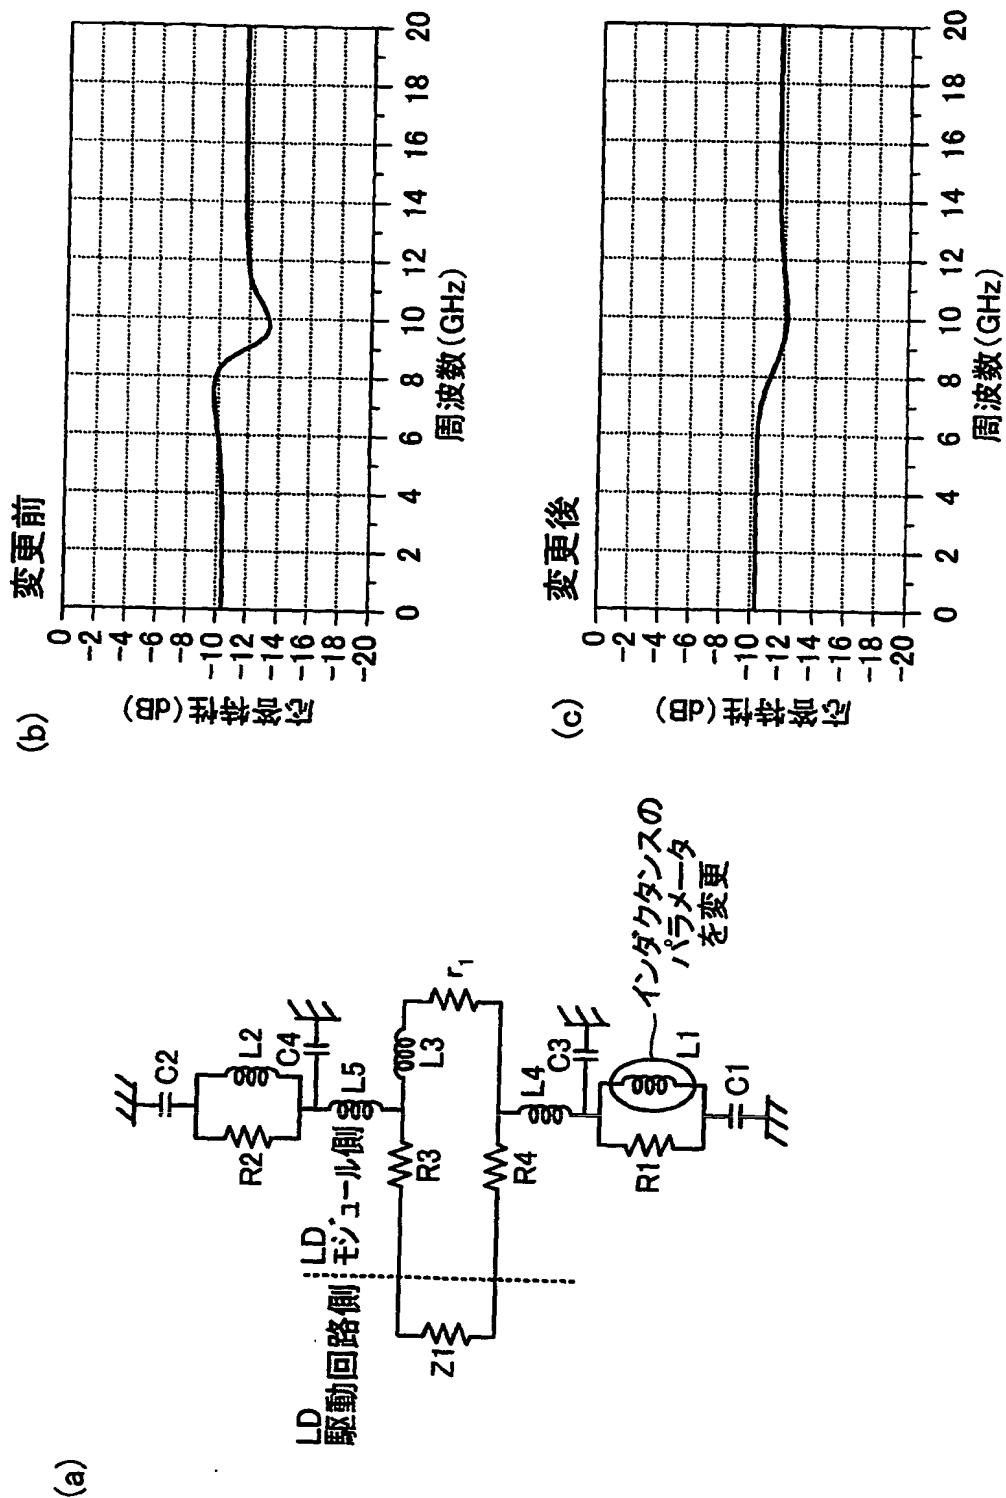 (a)
LD
駆動回路側
LD
モジュール側
Z1
R3
R4
L3
r1
L5
C4
R2
L2
C2
L4
C3
R1
L1
C1
インダクタンスの
パラメータ
を変更
(b)
変更前
伝搬特性(dB)
0
-2
-4
-6
-8
-10
-12
-14
-16
-18
-20
0 2 4 6 8 10 12 14 16 18 20
周波数(GHz)
(c)
変更後
伝搬特性(dB)
0
-2
-4
-6
-8
-10
-12
-14
-16
-18
-20
0 2 4 6 8 10 12 14 16 18 20
周波数(GHz)